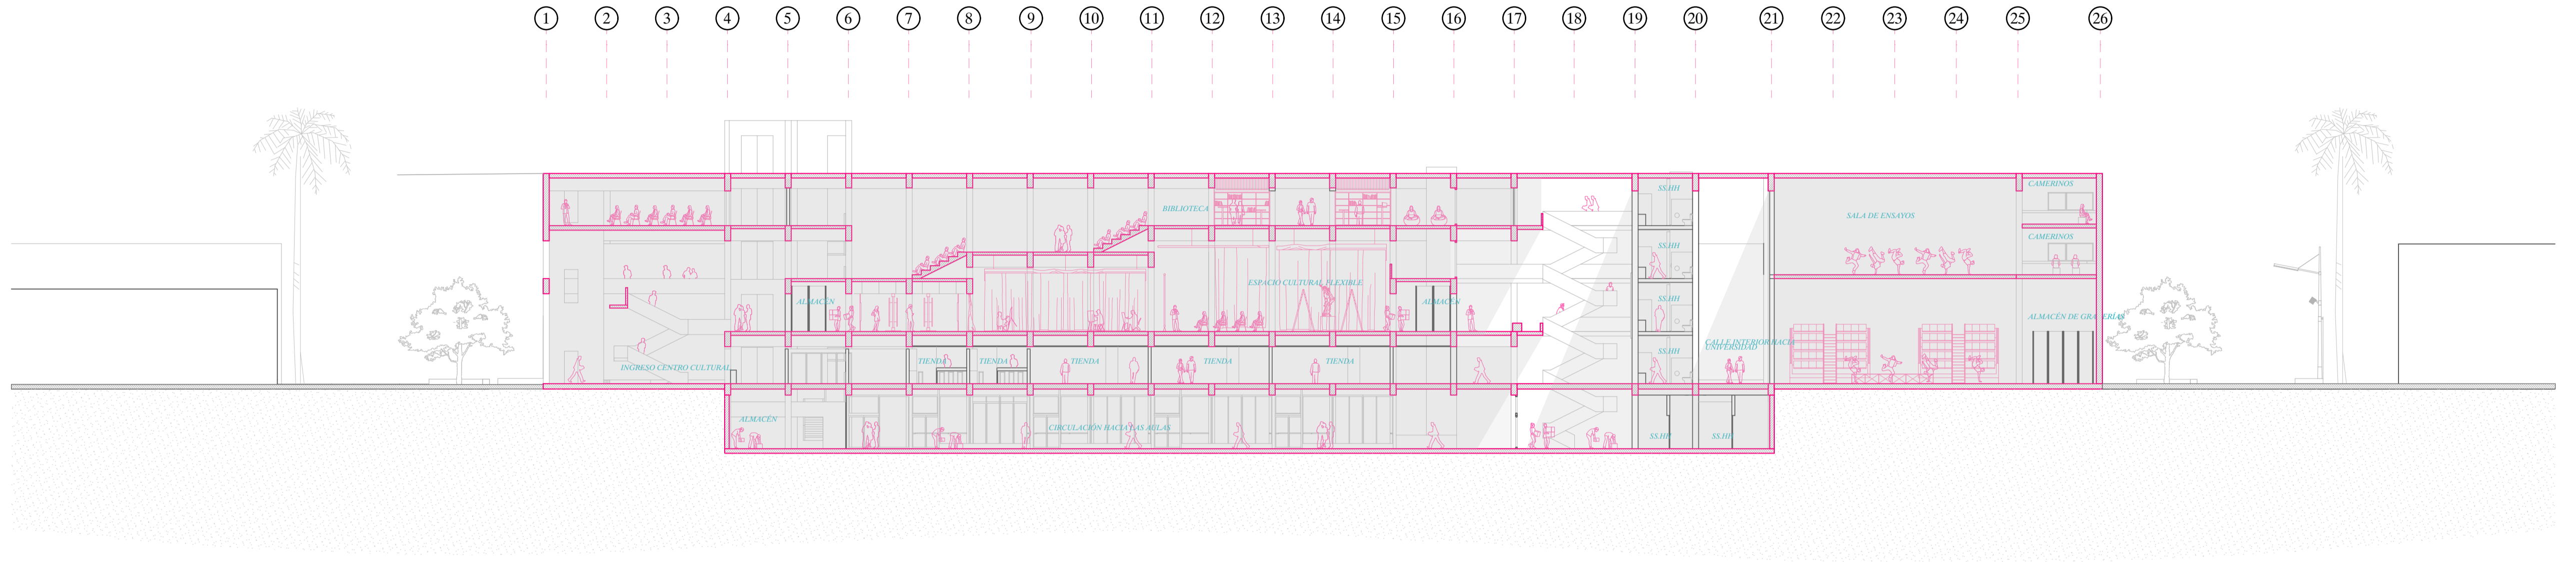 1 2 3 4 5 6 7 8 9 10 11 12 13 14 15 16 17 18 19 20 21 22 23 24 25 26
CAMERINOS
SS.HH
BIBLIOTECA
SALA DE ENSAYOS
CAMERINOS
SS.HH
ESPACIO CULTURAL FLEXIBLE
ALMACÉN
ALMACÉN
SS.HH
ALMACÉN DE GRADERÍAS
CALLE INTERIOR HACIA
UNIVERSIDAD
SS.HH
TIENDA
TIENDA
TIENDA
TIENDA
TIENDA
INGRESO CENTRO CULTURAL
ALMACÉN
CIRCULACIÓN HACIA LAS AULAS
SS.HH
SS.HH